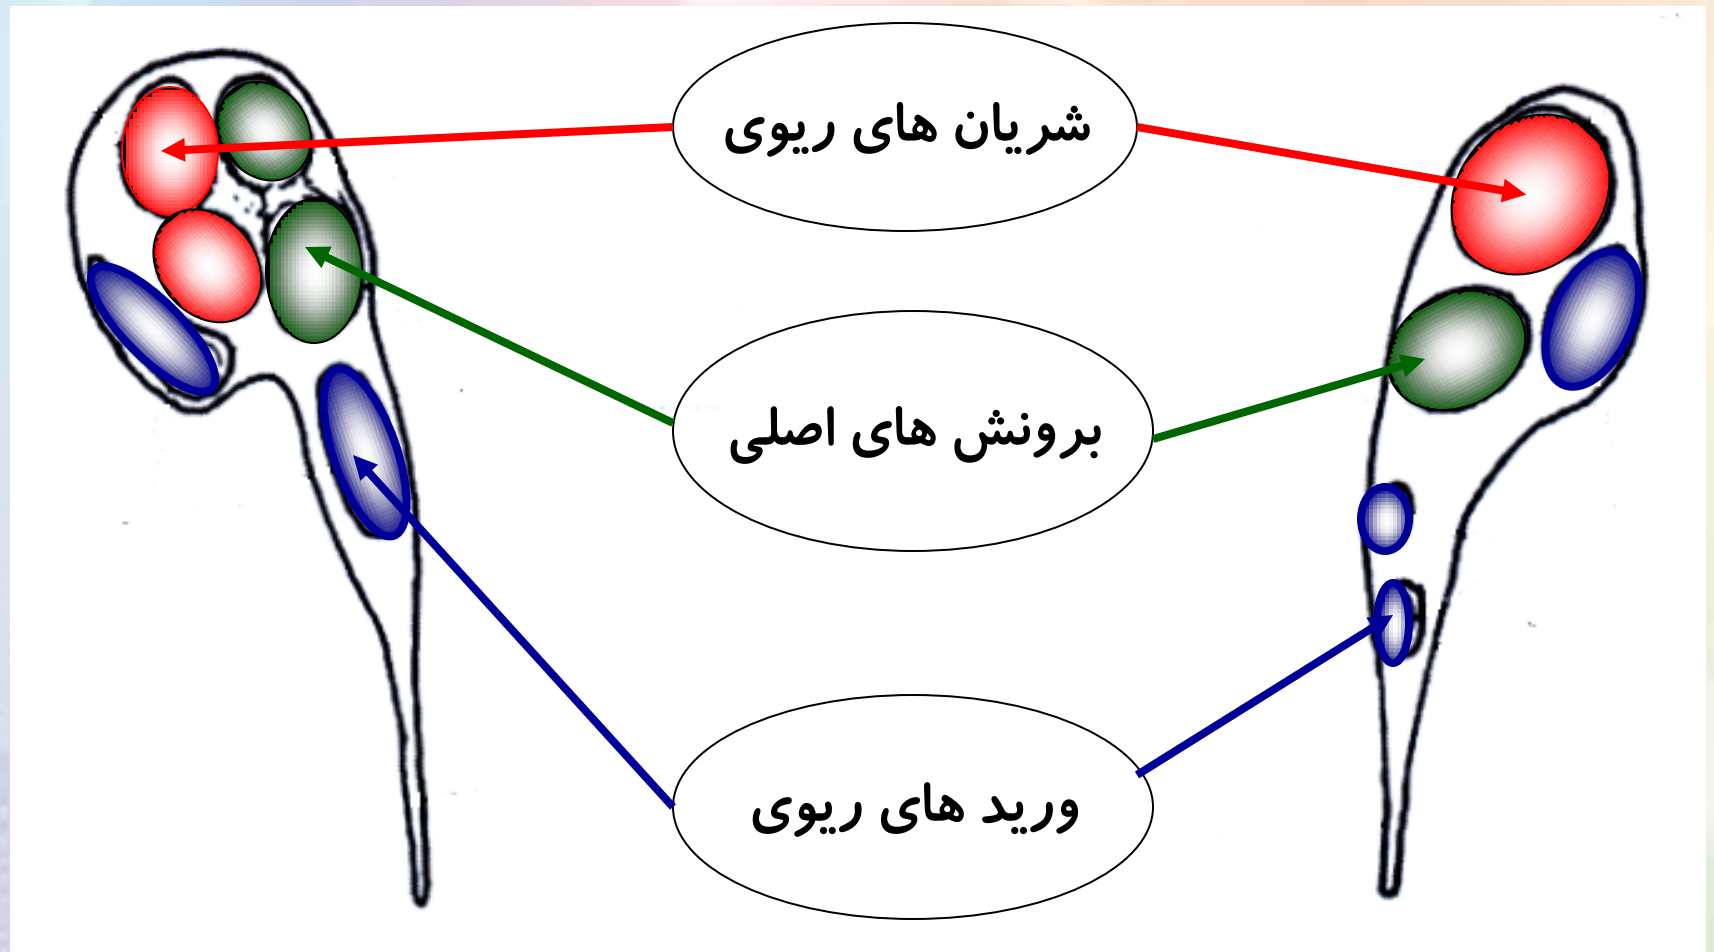 شریان های ریوی
برونش های اصلی
ورید های ریوی